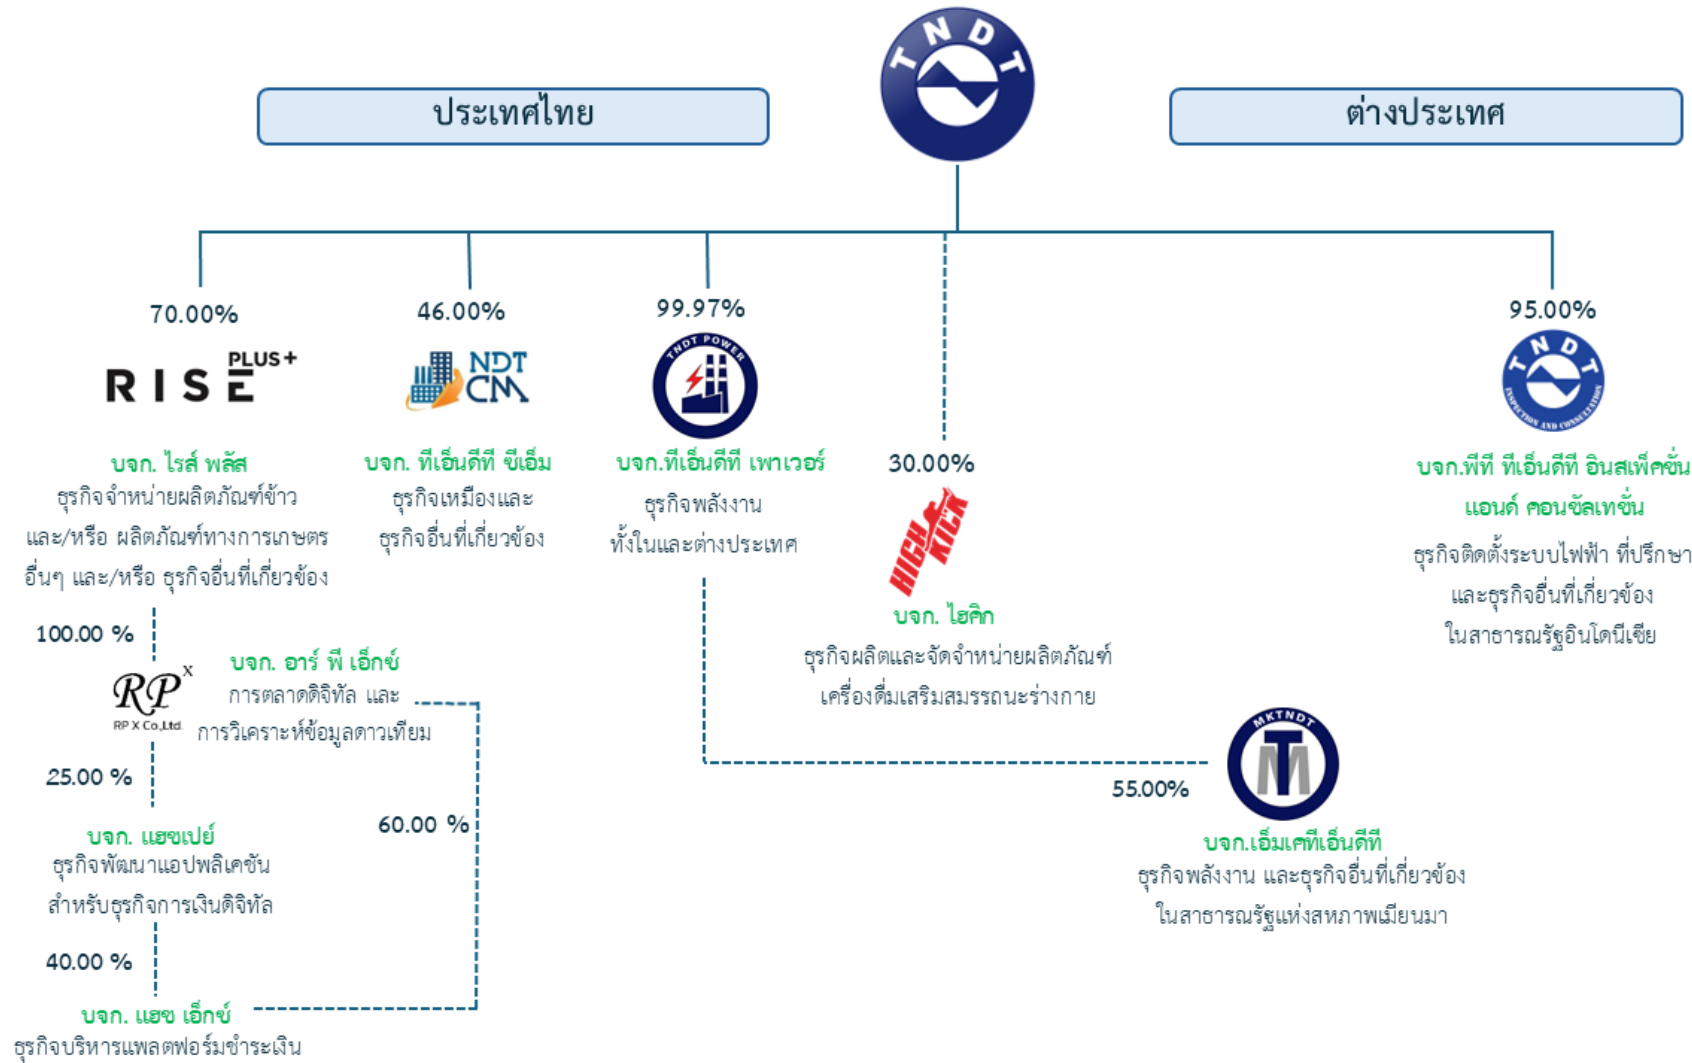 TNDT
ประเทศไทย
ต่างประเทศ
70.00%
RISE PLUS+
บจก. ไรส์ พลัส
ธุรกิจจำหน่ายผลิตภัณฑ์ข้าว
และ/หรือ ผลิตภัณฑ์ทางการเกษตร
อื่นๆ และ/หรือ ธุรกิจอื่นที่เกี่ยวข้อง
46.00%
NDT
CM
บจก. ทีเอ็นดีที ซีเอ็ม
ธุรกิจเหมืองและ
ธุรกิจอื่นที่เกี่ยวข้อง
99.97%
TNDT POWER
บจก.ทีเอ็นดีที เพาเวอร์
ธุรกิจพลังงาน
ทั้งในและต่างประเทศ
30.00%
HIGH
KICK
บจก. ไฮคิก
ธุรกิจผลิตและจัดจำหน่ายผลิตภัณฑ์
เครื่องดื่มเสริมสมรรถนะร่างกาย
95.00%
TNDT
INSPECTION AND CONSULTATION
บจก.พีที ทีเอ็นดีที อินสเพ็คชั่น
แอนด์ คอนซัลเทชั่น
ธุรกิจติดตั้งระบบไฟฟ้า ที่ปรึกษา
และธุรกิจอื่นที่เกี่ยวข้อง
ในสาธารณรัฐอินโดนีเซีย
100.00 %
RP X
RP X Co.,Ltd.
บจก. อาร์ พี เอ็กซ์
การตลาดดิจิทัล และ
การวิเคราะห์ข้อมูลดาวเทียม
25.00 %
60.00 %
บจก. แฮชเปย์
ธุรกิจพัฒนาแอปพลิเคชัน
สำหรับธุรกิจการเงินดิจิทัล
40.00 %
บจก. แฮช เอ็กซ์
ธุรกิจบริหารแพลตฟอร์มชำระเงิน
55.00%
MKTNDT
TM
บจก.เอ็มเคทีเอ็นดีที
ธุรกิจพลังงาน และธุรกิจอื่นที่เกี่ยวข้อง
ในสาธารณรัฐแห่งสหภาพเมียนมา